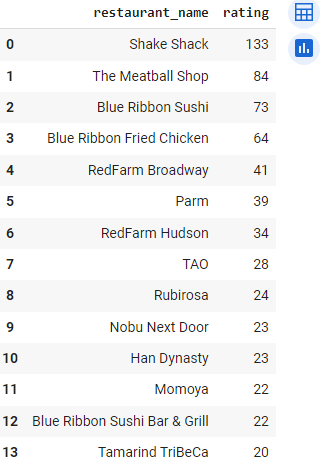 restaurant_name rating
0 Shake Shack 133
1 The Meatball Shop 84
2 Blue Ribbon Sushi 73
3 Blue Ribbon Fried Chicken 64
4 RedFarm Broadway 41
5 Parm 39
6 RedFarm Hudson 34
7 TAO 28
8 Rubirosa 24
9 Nobu Next Door 23
10 Han Dynasty 23
11 Momoya 22
12 Blue Ribbon Sushi Bar & Grill 22
13 Tamarind TriBeCa 20